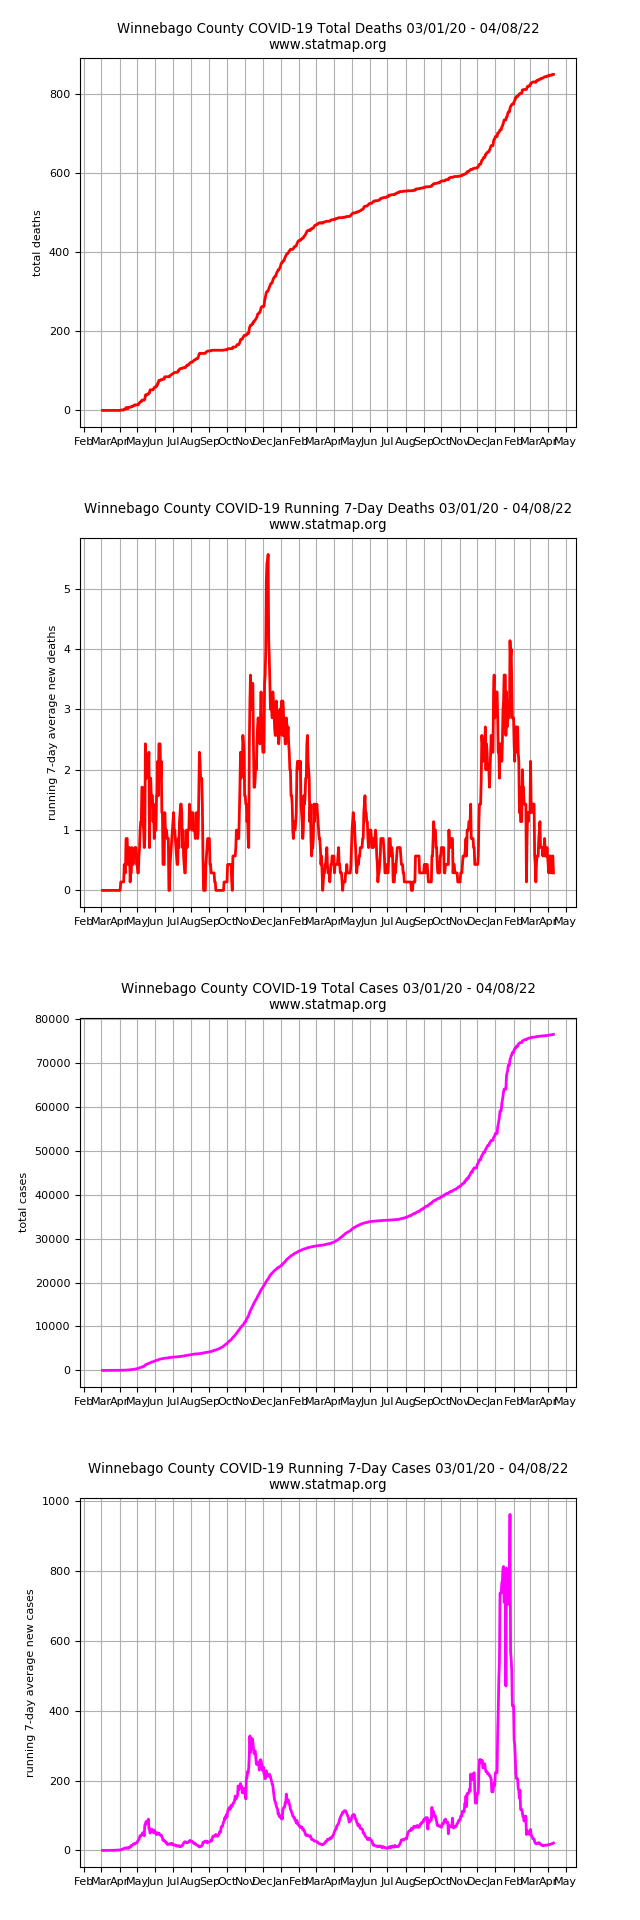 Winnebago County COVID-19 Total Deaths 03/01/20 - 04/08/22
www.statmap.org
800
600
400
200
0
total deaths
Feb Mar Apr May Jun Jul Aug Sep Oct Nov Dec Jan Feb Mar Apr May Jun Jul Aug Sep Oct Nov Dec Jan Feb Mar Apr May
Winnebago County COVID-19 Running 7-Day Deaths 03/01/20 - 04/08/22
www.statmap.org
5
4
3
2
1
0
running 7-day average new deaths
Feb Mar Apr May Jun Jul Aug Sep Oct Nov Dec Jan Feb Mar Apr May Jun Jul Aug Sep Oct Nov Dec Jan Feb Mar Apr May
Winnebago County COVID-19 Total Cases 03/01/20 - 04/08/22
www.statmap.org
80000
70000
60000
50000
40000
30000
20000
10000
0
total cases
Feb Mar Apr May Jun Jul Aug Sep Oct Nov Dec Jan Feb Mar Apr May Jun Jul Aug Sep Oct Nov Dec Jan Feb Mar Apr May
Winnebago County COVID-19 Running 7-Day Cases 03/01/20 - 04/08/22
www.statmap.org
1000
800
600
400
200
0
running 7-day average new cases
Feb Mar Apr May Jun Jul Aug Sep Oct Nov Dec Jan Feb Mar Apr May Jun Jul Aug Sep Oct Nov Dec Jan Feb Mar Apr May